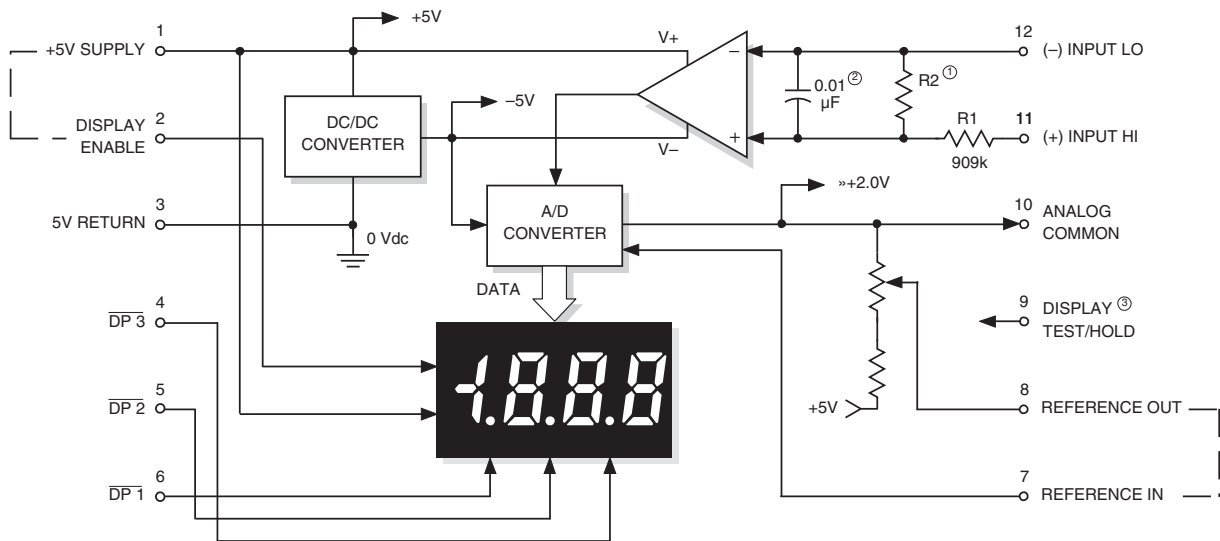 1
+5V SUPPLY
2
DISPLAY
ENABLE
3
5V RETURN
4
DP 3
5
DP 2
6
DP 1
+5V
V+
–5V
V–
DC/DC
CONVERTER
0 Vdc
A/D
CONVERTER
DATA
-1.8.8.8
−
+
0.01②
µF
R2①
R1
909k
»+2.0V
+5V
12
(–) INPUT LO
11
(+) INPUT HI
10
ANALOG
COMMON
9
DISPLAY ③
TEST/HOLD
8
REFERENCE OUT
7
REFERENCE IN